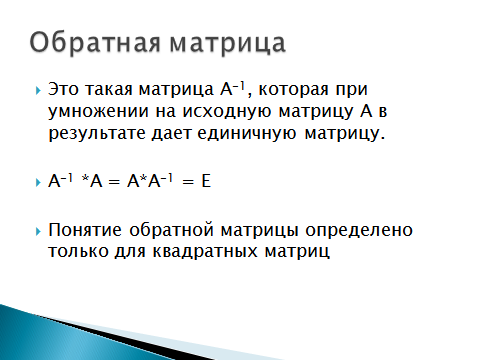 Обратная матрица
Это такая матрица A⁻¹, которая при
умножении на исходную матрицу А в
результате дает единичную матрицу.
A⁻¹ *A = A*A⁻¹ = E
Понятие обратной матрицы определено
только для квадратных матриц